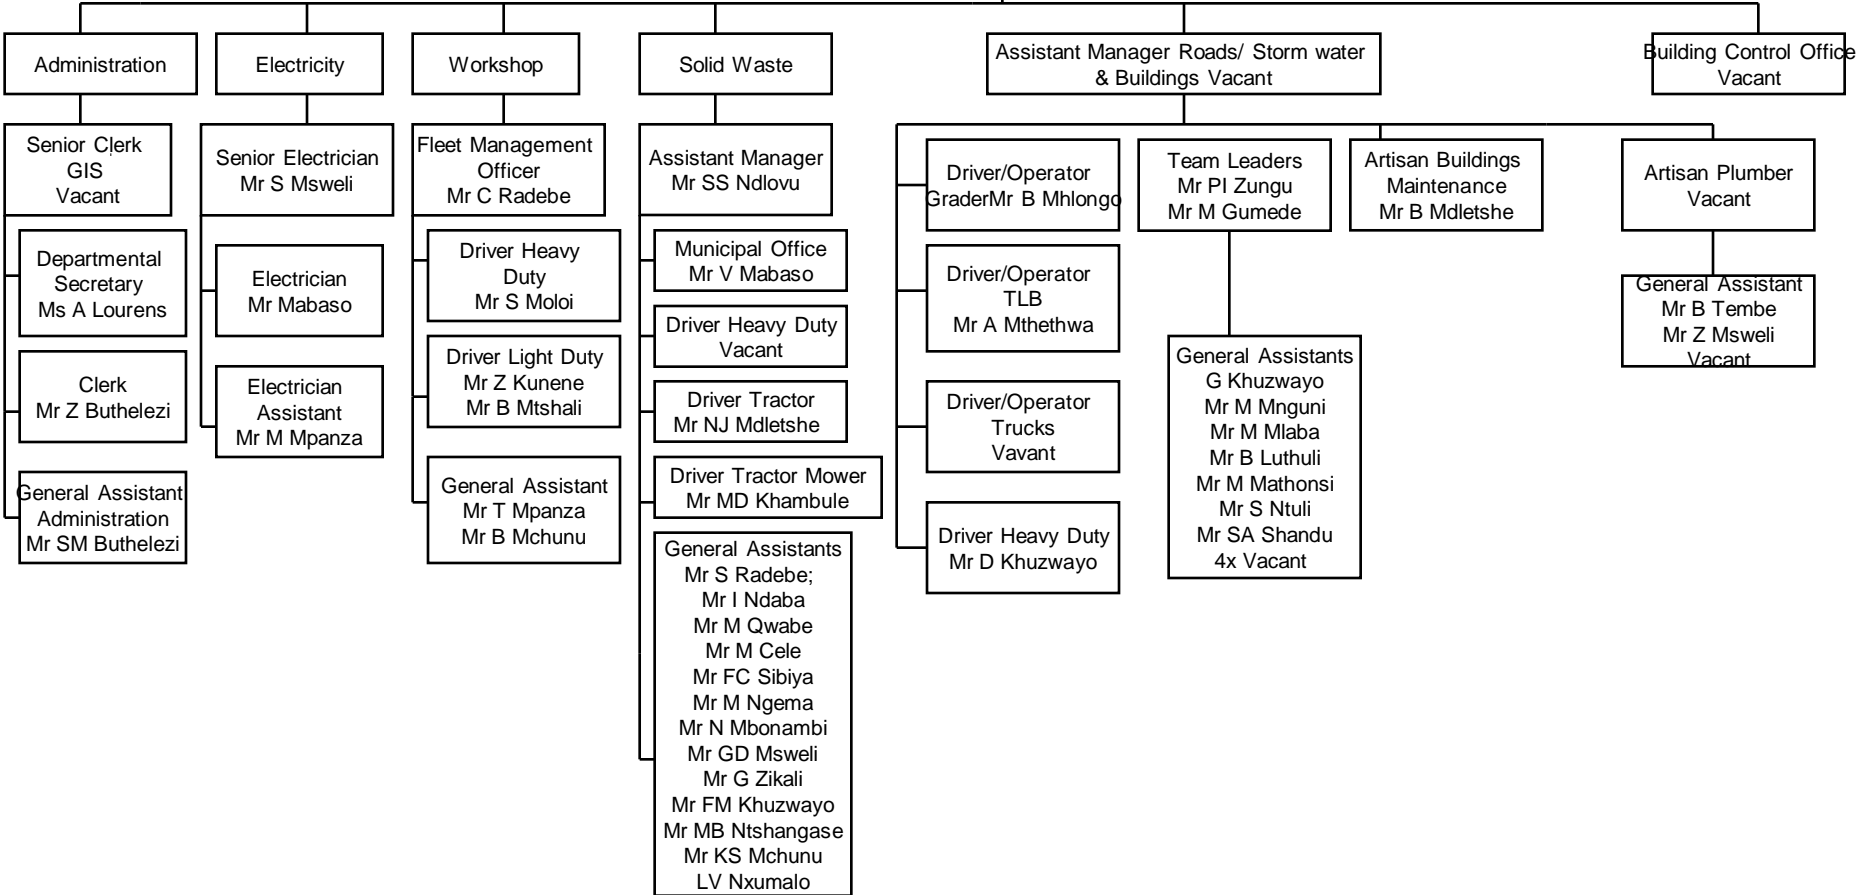 Administration
Electricity
Workshop
Solid Waste
Assistant Manager Roads/ Storm water
& Buildings Vacant
Building Control Office
Vacant
Senior Clerk
GIS
Vacant
Departmental
Secretary
Ms A Lourens
Clerk
Mr Z Buthelezi
General Assistant
Administration
Mr SM Buthelezi
Senior Electrician
Mr S Msweli
Electrician
Mr Mabaso
Electrician
Assistant
Mr M Mpanza
Fleet Management
Officer
Mr C Radebe
Driver Heavy
Duty
Mr S Moloi
Driver Light Duty
Mr Z Kunene
Mr B Mtshali
General Assistant
Mr T Mpanza
Mr B Mchunu
Assistant Manager
Mr SS Ndlovu
Municipal Office
Mr V Mabaso
Driver Heavy Duty
Vacant
Driver Tractor
Mr NJ Mdletshe
Driver Tractor Mower
Mr MD Khambule
General Assistants
Mr S Radebe;
Mr I Ndaba
Mr M Qwabe
Mr M Cele
Mr FC Sibiya
Mr M Ngema
Mr N Mbonambi
Mr GD Msweli
Mr G Zikali
Mr FM Khuzwayo
Mr MB Ntshangase
Mr KS Mchunu
LV Nxumalo
Driver/Operator
GraderMr B Mhlongo
Driver/Operator
TLB
Mr A Mthethwa
Driver/Operator
Trucks
Vavant
Driver Heavy Duty
Mr D Khuzwayo
Team Leaders
Mr PI Zungu
Mr M Gumede
General Assistants
G Khuzwayo
Mr M Mnguni
Mr M Mlaba
Mr B Luthuli
Mr M Mathonsi
Mr S Ntuli
Mr SA Shandu
4x Vacant
Artisan Buildings
Maintenance
Mr B Mdletshe
Artisan Plumber
Vacant
General Assistant
Mr B Tembe
Mr Z Msweli
Vacant